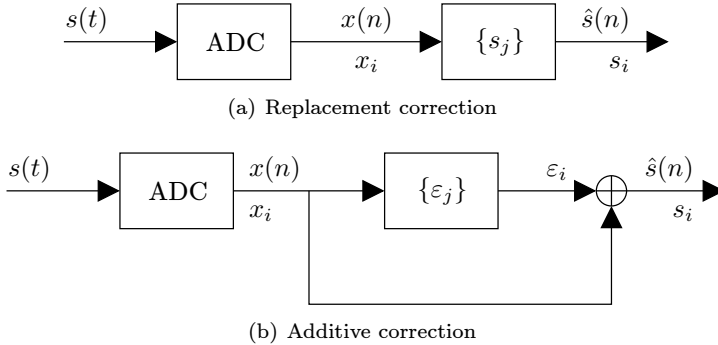 s(t) ADC x(n) {s_j} ŝ(n)
x_i s_i
(a) Replacement correction
s(t) ADC x(n) {ε_j} ε_i ŝ(n)
x_i s_i
(b) Additive correction